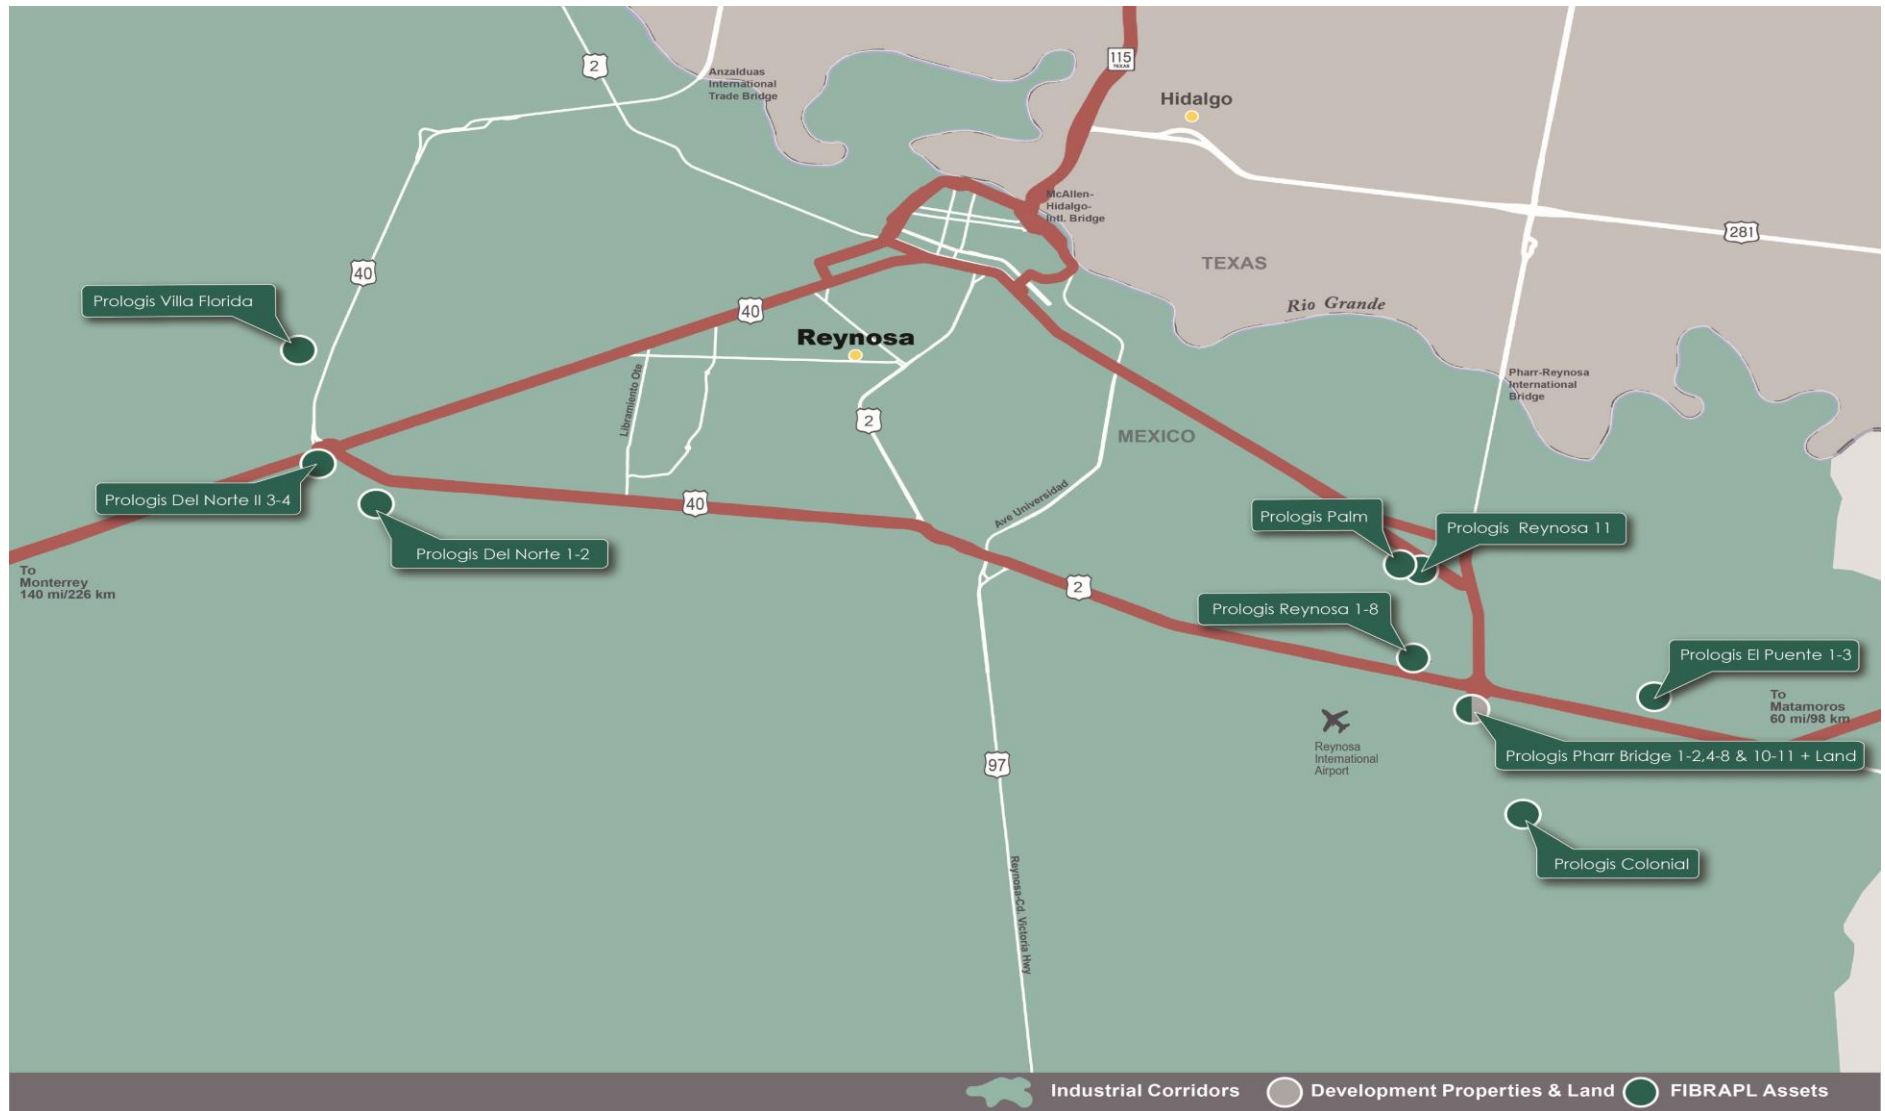 115
TEXAS
2
Anzalduas
International
Trade Bridge
Hidalgo
McAllen-
Hidalgo-
Intl. Bridge
281
TEXAS
40
Rio Grande
Prologis Villa Florida
40
Reynosa
Pharr-Reynosa
International
Bridge
Libramiento Ote
2
MEXICO
Prologis Del Norte II 3-4
40
Ave Universidad
Prologis Palm
Prologis Reynosa 11
Prologis Del Norte 1-2
To
Monterrey
140 mi/226 km
2
Prologis Reynosa 1-8
Prologis El Puente 1-3
To
Matamoros
60 mi/98 km
Reynosa
International
Airport
Prologis Pharr Bridge 1-2,4-8 & 10-11 + Land
97
Prologis Colonial
Reynosa-Cd. Victoria Hwy
Industrial Corridors
Development Properties & Land
FIBRAPL Assets